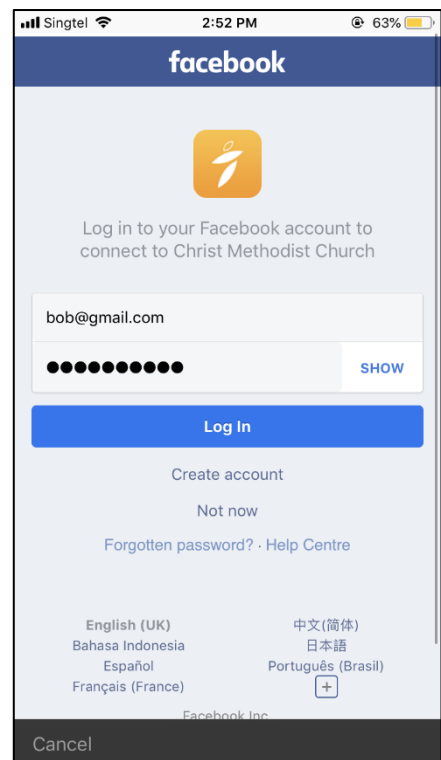 Singtel 2:52 PM 63%
facebook
Log in to your Facebook account to
connect to Christ Methodist Church
bob@gmail.com
●●●●●●●●●● SHOW
Log In
Create account
Not now
Forgotten password? · Help Centre
English (UK) 中文(简体)
Bahasa Indonesia 日本語
Español Português (Brasil)
Français (France) +
Facebook Inc
Cancel